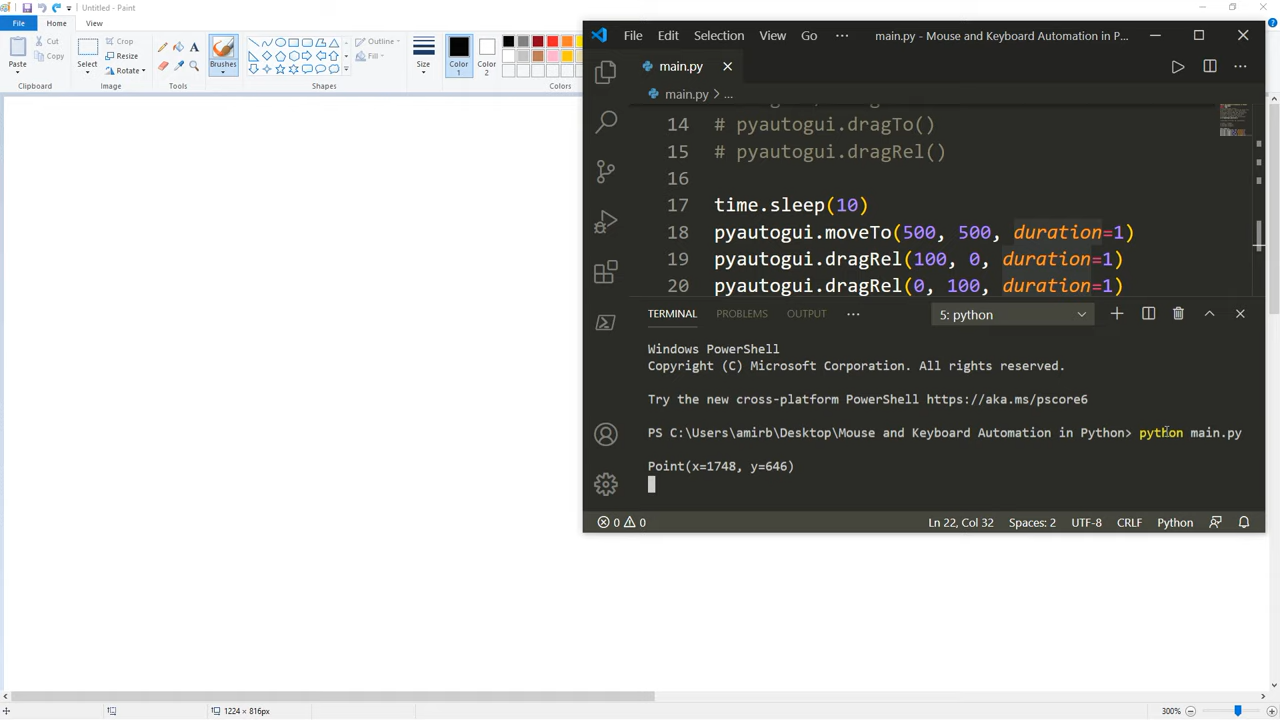 Untitled - Paint
File Home View
Paste
Cut
Copy
Clipboard
Select
Crop
Resize
Rotate
Image
A
Tools
Brushes
Outline
Fill
Shapes
Size
Color 1
Color 2
Colors
File Edit Selection View Go ··· main.py - Mouse and Keyboard Automation in P...
main.py
main.py > ...
14 # pyautogui.dragTo()
15 # pyautogui.dragRel()
16
17 time.sleep(10)
18 pyautogui.moveTo(500, 500, duration=1)
19 pyautogui.dragRel(100, 0, duration=1)
20 pyautogui.dragRel(0, 100, duration=1)
TERMINAL PROBLEMS OUTPUT ··· 5: python
Windows PowerShell
Copyright (C) Microsoft Corporation. All rights reserved.
Try the new cross-platform PowerShell https://aka.ms/pscore6
PS C:\Users\amirb\Desktop\Mouse and Keyboard Automation in Python> python main.py
Point(x=1748, y=646)
0 0 Ln 22, Col 32 Spaces: 2 UTF-8 CRLF Python
1224 × 816px 300%